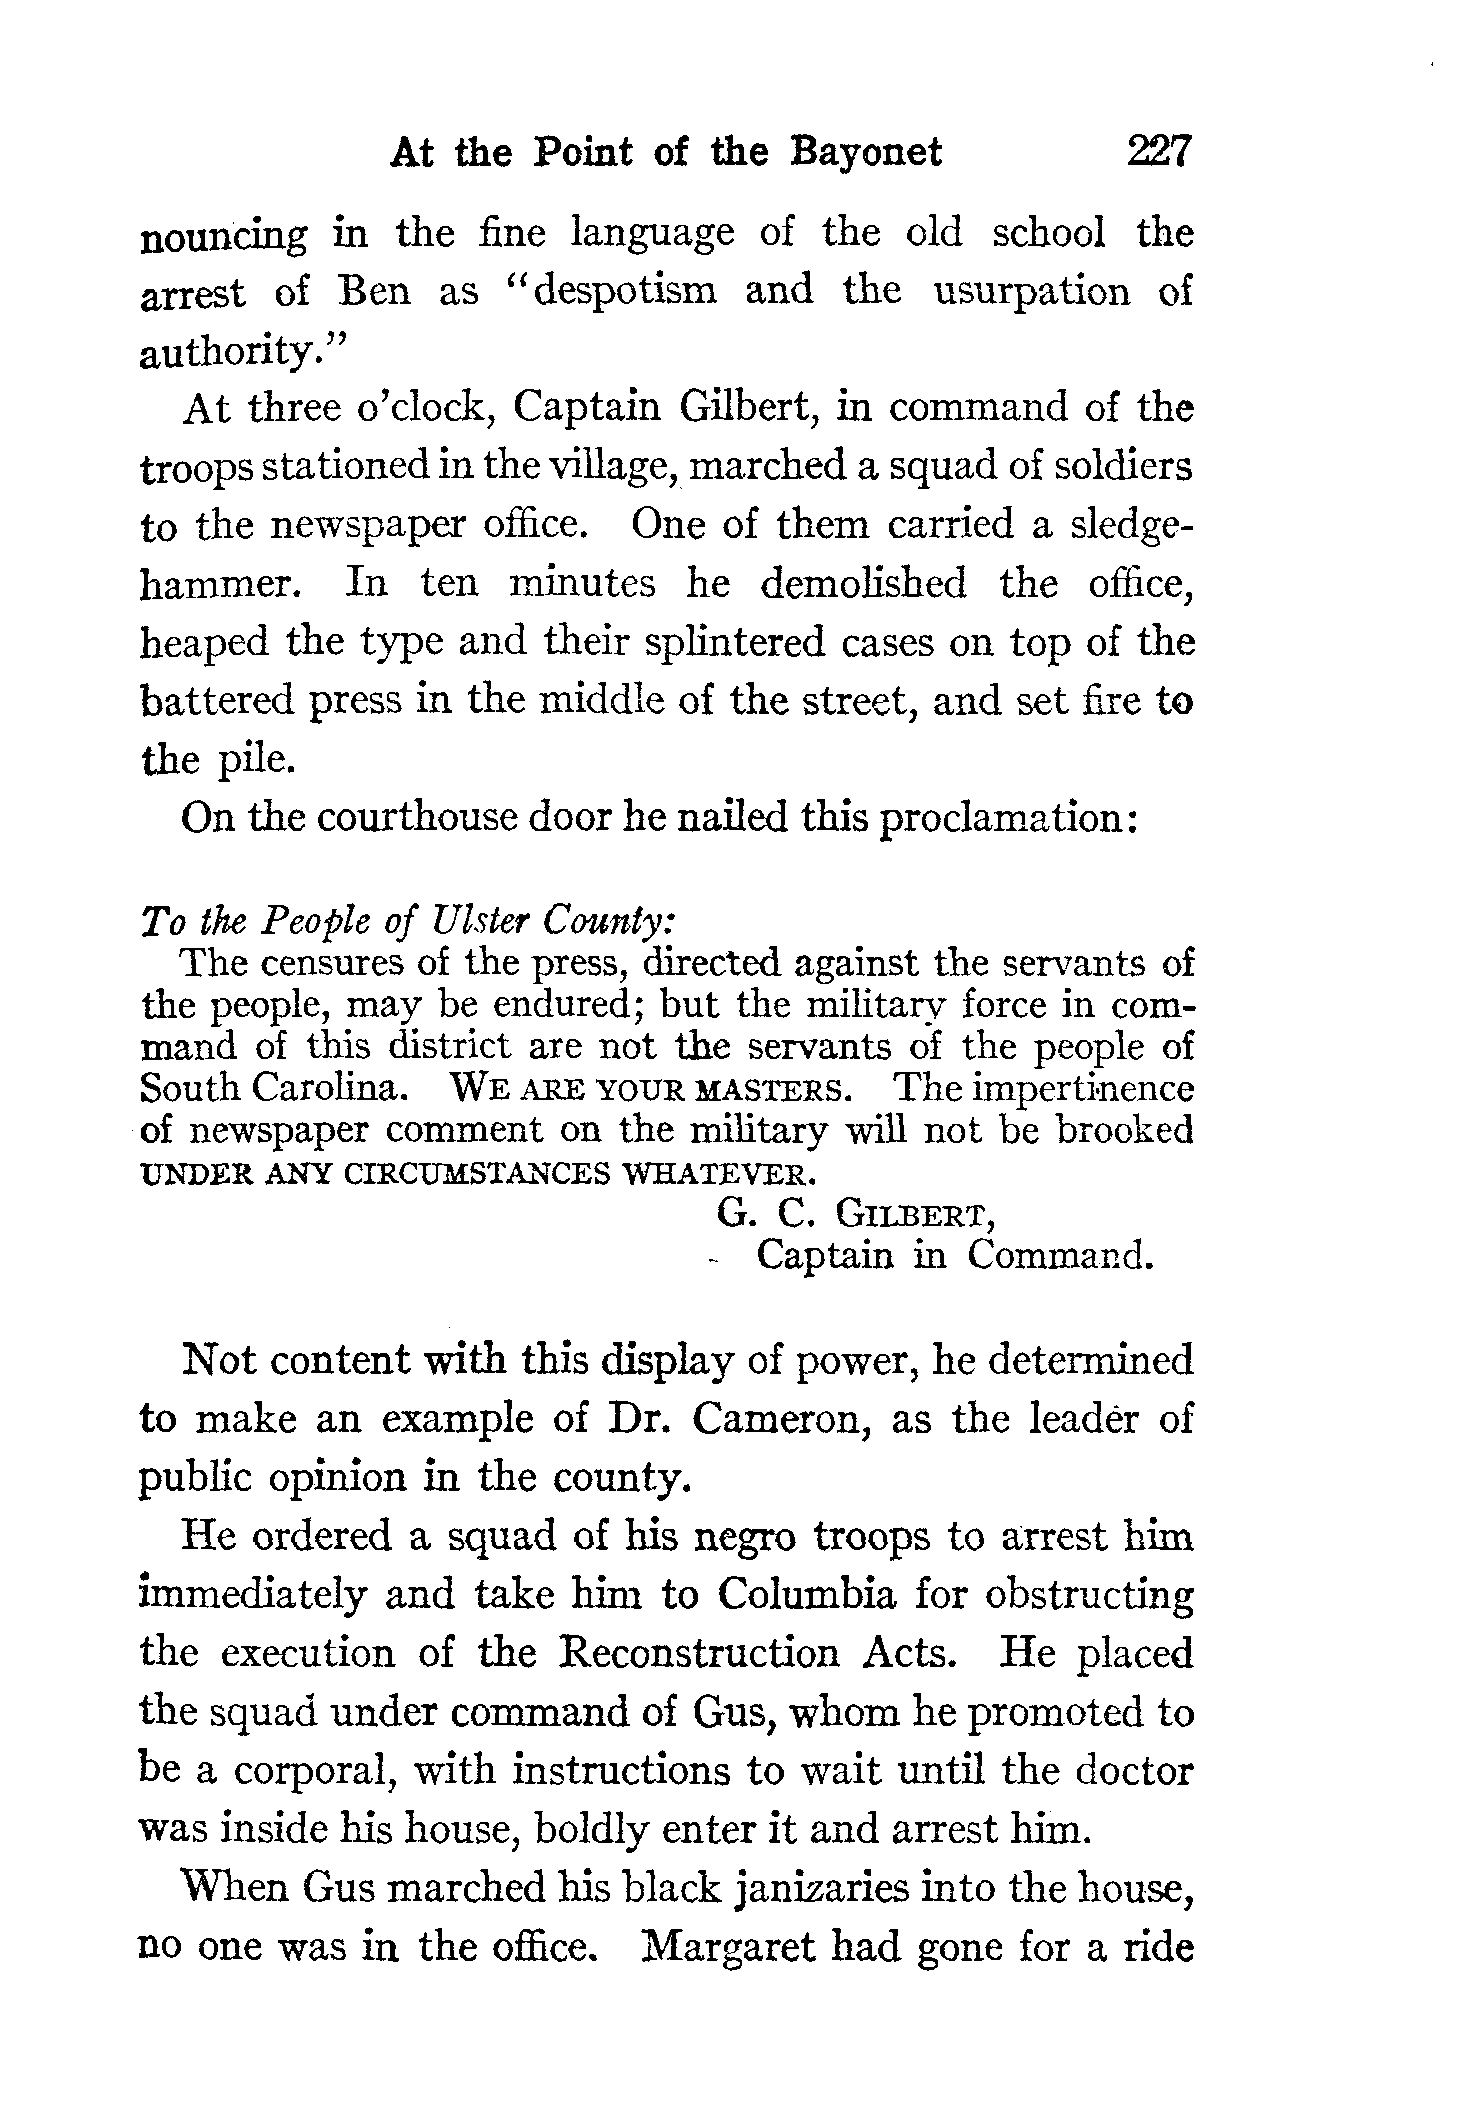 At the Point of the Bayonet 227
nouncing in the fine language of the old school the
arrest of Ben as "despotism and the usurpation of
authority."
At three o'clock, Captain Gilbert, in command of the
troops stationed in the village, marched a squad of soldiers
to the newspaper office. One of them carried a sledge-
hammer. In ten minutes he demolished the office,
heaped the type and their splintered cases on top of the
battered press in the middle of the street, and set fire to
the pile.
On the courthouse door he nailed this proclamation:
To the People of Ulster County:
The censures of the press, directed against the servants of
the people, may be endured; but the military force in com-
mand of this district are not the servants of the people of
South Carolina. WE ARE YOUR MASTERS. The impertinence
of newspaper comment on the military will not be brooked
UNDER ANY CIRCUMSTANCES WHATEVER.
G. C. GILBERT,
Captain in Command.
Not content with this display of power, he determined
to make an example of Dr. Cameron, as the leader of
public opinion in the county.
He ordered a squad of his negro troops to arrest him
immediately and take him to Columbia for obstructing
the execution of the Reconstruction Acts. He placed
the squad under command of Gus, whom he promoted to
be a corporal, with instructions to wait until the doctor
was inside his house, boldly enter it and arrest him.
When Gus marched his black janizaries into the house,
no one was in the office. Margaret had gone for a ride